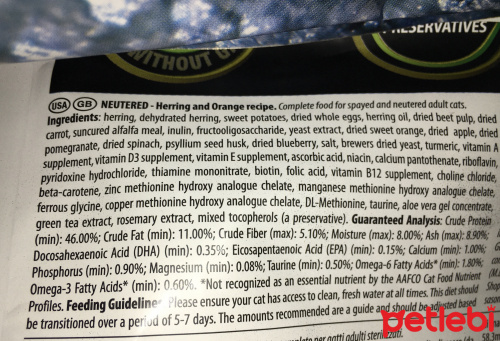 WITHOUT
PRESERVATIVES
USA GB NEUTERED - Herring and Orange recipe. Complete food for spayed and neutered adult cats.
Ingredients: herring, dehydrated herring, sweet potatoes, dried whole eggs, herring oil, dried beet pulp, dried
carrot, suncured alfalfa meal, inulin, fructooligosaccharide, yeast extract, dried sweet orange, dried apple, dried
pomegranate, dried spinach, psyllium seed husk, dried blueberry, salt, brewers dried yeast, turmeric, vitamin A
supplement, vitamin D3 supplement, vitamin E supplement, ascorbic acid, niacin, calcium pantothenate, riboflavin,
pyridoxine hydrochloride, thiamine mononitrate, biotin, folic acid, vitamin B12 supplement, choline chloride,
beta-carotene, zinc methionine hydroxy analogue chelate, manganese methionine hydroxy analogue chelate,
ferrous glycine, copper methionine hydroxy analogue chelate, DL-Methionine, taurine, aloe vera gel concentrate,
green tea extract, rosemary extract, mixed tocopherols (a preservative). Guaranteed Analysis: Crude Protein
(min): 46.00%; Crude Fat (min): 11.00%; Crude Fiber (max): 5.10%; Moisture (max): 8.00%; Ash (max): 8.90%;
Docosahexaenoic Acid (DHA) (min): 0.35%; Eicosapentaenoic Acid (EPA) (min): 0.15%; Calcium (min): 1.00%;
Phosphorus (min): 0.90%; Magnesium (min): 0.08%; Taurine (min): 0.50%; Omega-6 Fatty Acids* (min): 1.80%;
Omega-3 Fatty Acids* (min): 0.60%. *Not recognized as an essential nutrient by the AAFCO Cat Food Nutrient
Profiles. Feeding Guideline Please ensure your cat has access to clean, fresh water at all times. This diet should
be transitioned over a period of 5-7 days. The amounts recommended are a guide and should be adjusted based
per gatti adulti
petlebi
58.3